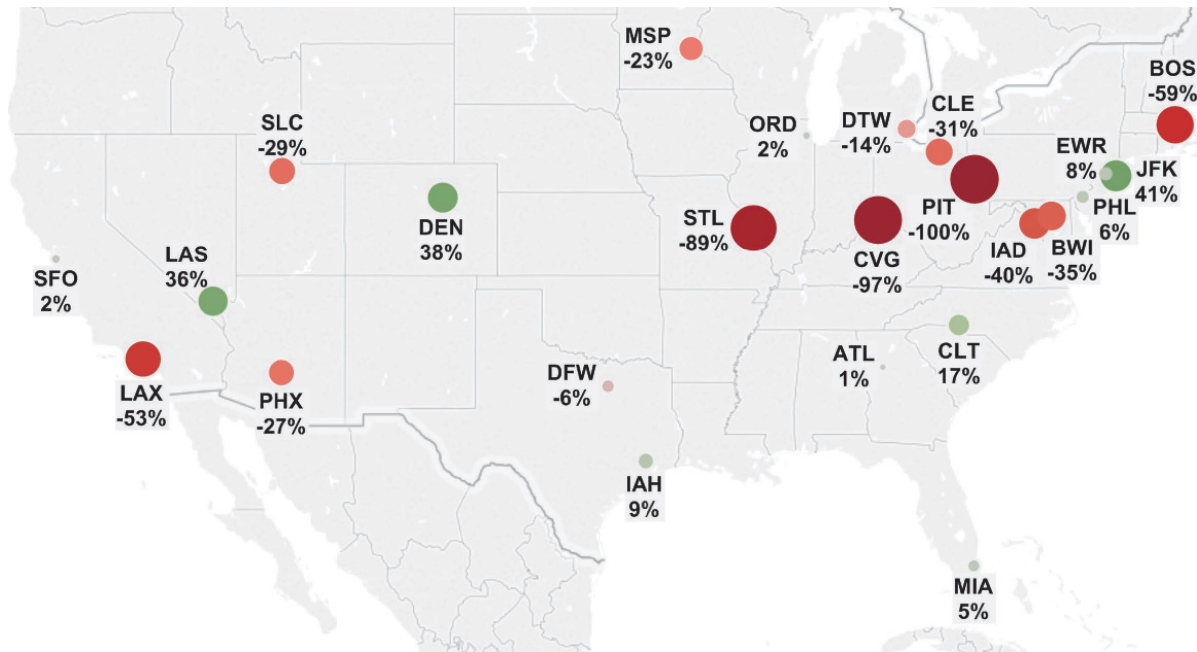 MSP
-23%
BOS
-59%
SLC
-29%
ORD
2%
DTW
-14%
CLE
-31%
EWR
8%
JFK
41%
DEN
38%
STL
-89%
PIT
-100%
PHL
6%
LAS
36%
CVG
-97%
IAD
-40%
BWI
-35%
SFO
2%
LAX
-53%
PHX
-27%
DFW
-6%
ATL
1%
CLT
17%
IAH
9%
MIA
5%